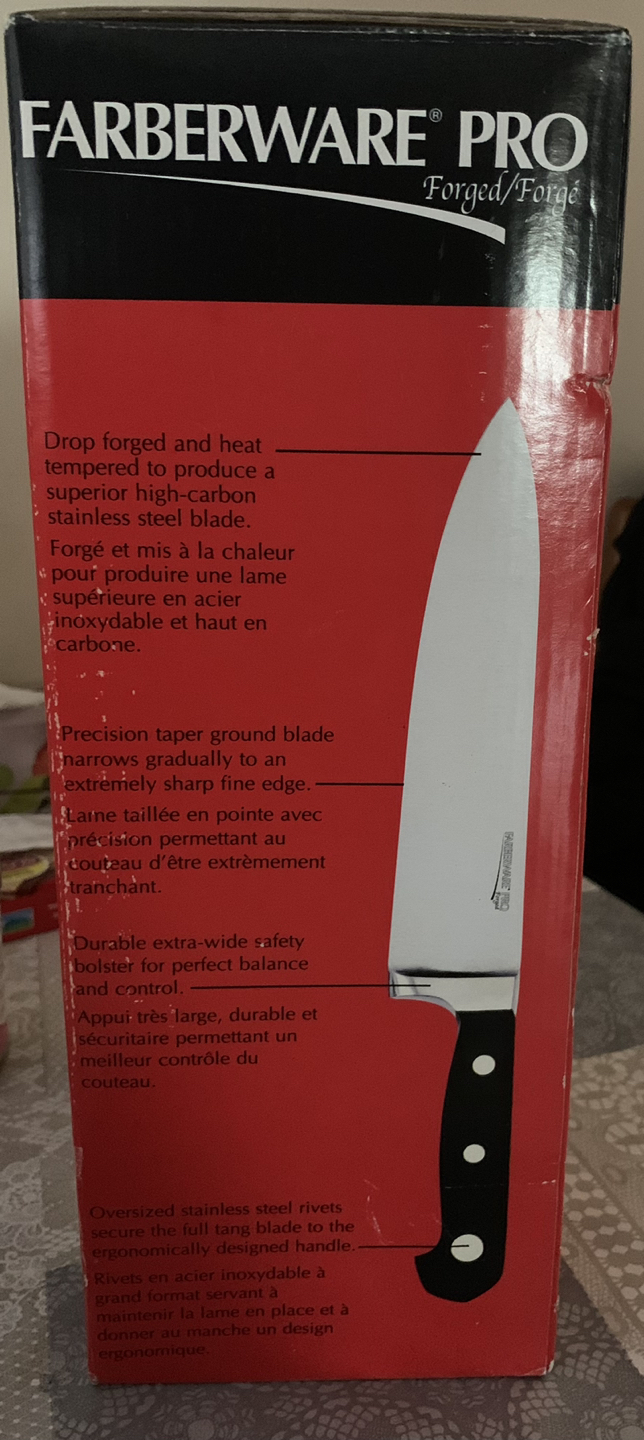 FARBERWARE® PRO
Forged/Forgé
Drop forged and heat
tempered to produce a
superior high-carbon
stainless steel blade.
Forgé et mis à la chaleur
pour produire une lame
supérieure en acier
inoxydable et haut en
carbone.
Precision taper ground blade
narrows gradually to an
extremely sharp fine edge.
Lame taillée en pointe avec
précision permettant au
couteau d'être extrèmement
tranchant.
FARBERWARE PRO
Forged
Durable extra-wide safety
bolster for perfect balance
and control.
Appui très large, durable et
sécuritaire permettant un
meilleur contrôle du
couteau.
Oversized stainless steel rivets
secure the full tang blade to the
ergonomically designed handle.
Rivets en acier inoxydable à
grand format servant à
maintenir la lame en place et à
donner au manche un design
ergonomique.